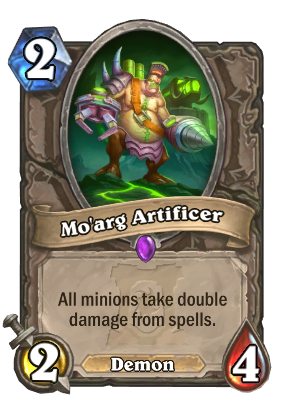 2
Mo'arg Artificer
All minions take double
damage from spells.
2
Demon
4